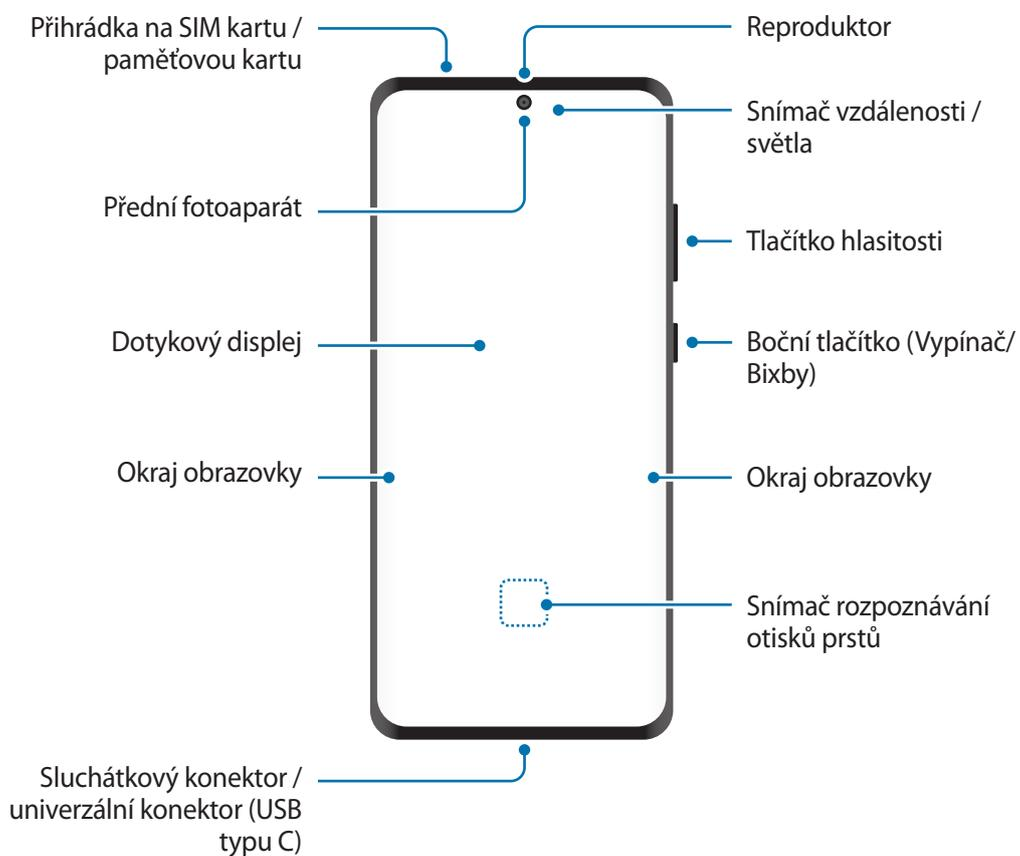 Přihrádka na SIM kartu /
paměťovou kartu
Přední fotoaparát
Dotykový displej
Okraj obrazovky
Sluchátkový konektor /
univerzální konektor (USB
typu C)
Reproduktor
Snímač vzdálenosti /
světla
Tlačítko hlasitosti
Boční tlačítko (Vypínač/
Bixby)
Okraj obrazovky
Snímač rozpoznávání
otisků prstů